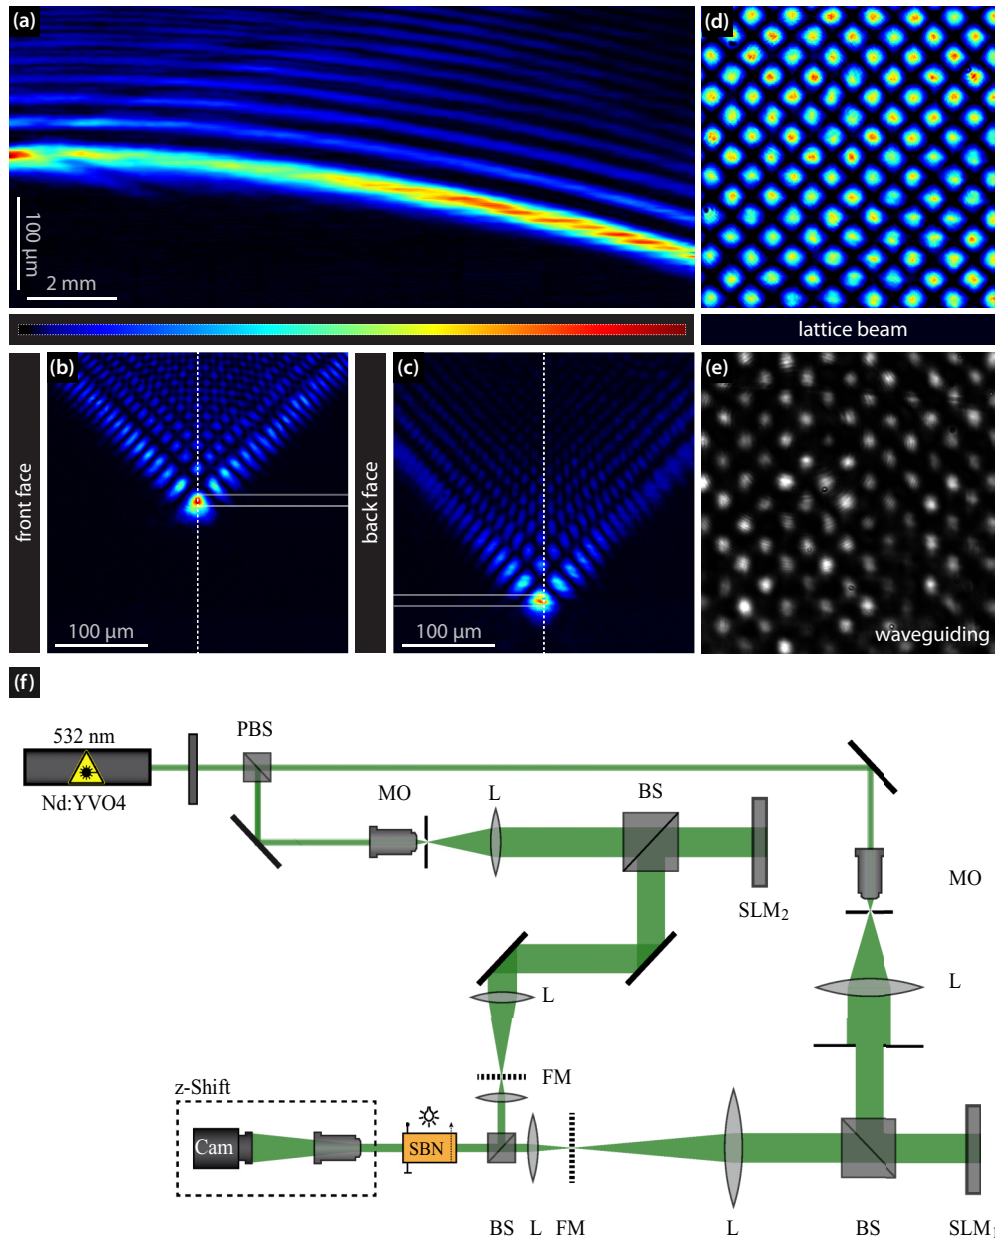 (a)
100 µm
2 mm
(d)
lattice beam
front face
(b)
100 µm
back face
(c)
100 µm
(e)
waveguiding
(f)
532 nm
Nd:YVO4
PBS
MO
L
BS
SLM2
MO
L
L
FM
z-Shift
Cam
SBN
BS
L
FM
L
BS
SLM1